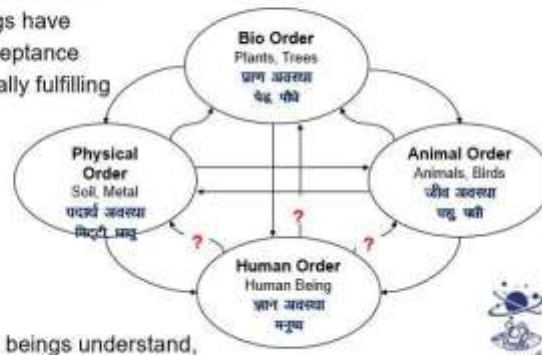 gs have
eptance
ally fulfilling
Bio Order
Plants, Trees
प्राण अवस्था
पेड़, पौधे
Physical
Order
Soil, Metal
पदार्थ अवस्था
मिट्टी, धातु
Animal Order
Animals, Birds
जीव अवस्था
पशु, पक्षी
?
?
?
Human Order
Human Being
ज्ञान अवस्था
मनुष्य
beings understand,